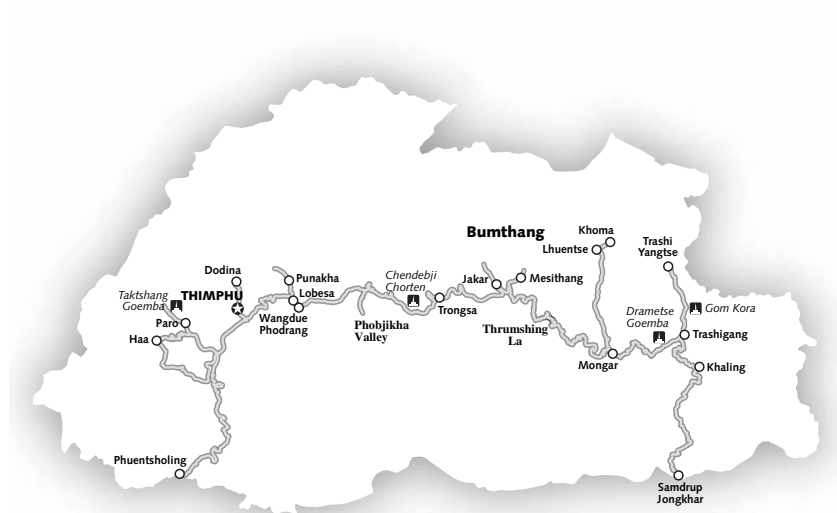 Bumthang
Khoma
Lhuentse
Trashi
Yangtse
Dodina
Punakha
Chendebji
Chorten
Jakar
Mesithang
Taktshang
Goemba
THIMPHU
Lobesa
Wangdue
Phodrang
Trongsa
Drametse
Goemba
Gom Kora
Paro
Phobjikha
Valley
Thrumshing
La
Haa
Trashigang
Mongar
Khaling
Phuentsholing
Samdrup
Jongkhar